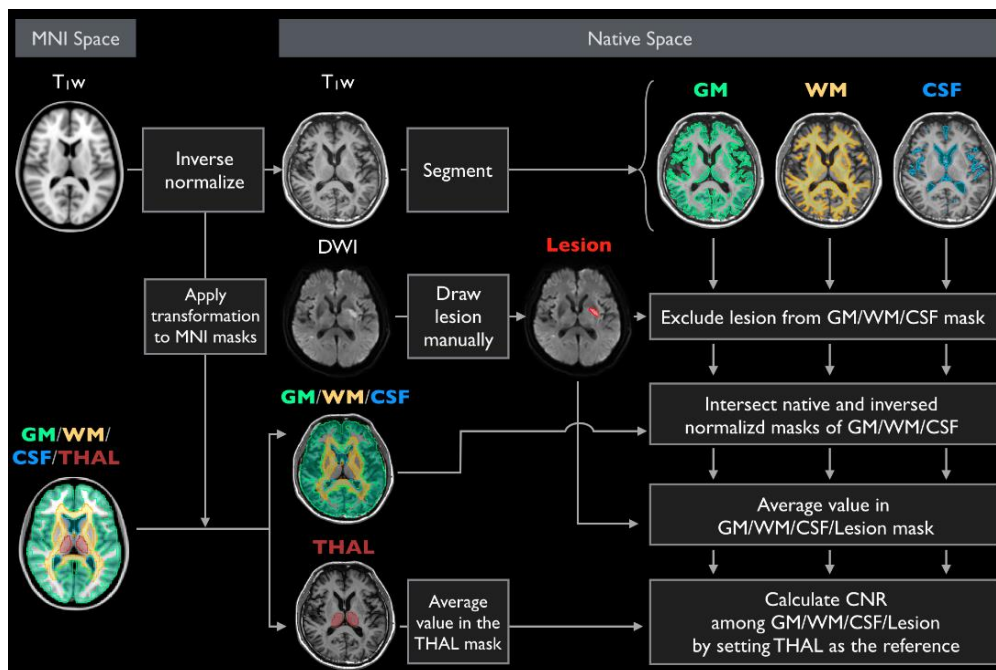 MNI Space
Native Space
T1w
T1w
GM
WM
CSF
Inverse
normalize
Segment
DWI
Lesion
Apply
transformation
to MNI masks
Draw
lesion
manually
Exclude lesion from GM/WM/CSF mask
GM/WM/CSF
Intersect native and inversed
normalizd masks of GM/WM/CSF
GM/WM/
CSF/THAL
Average value in
GM/WM/CSF/Lesion mask
THAL
Average
value in the
THAL mask
Calculate CNR
among GM/WM/CSF/Lesion
by setting THAL as the reference